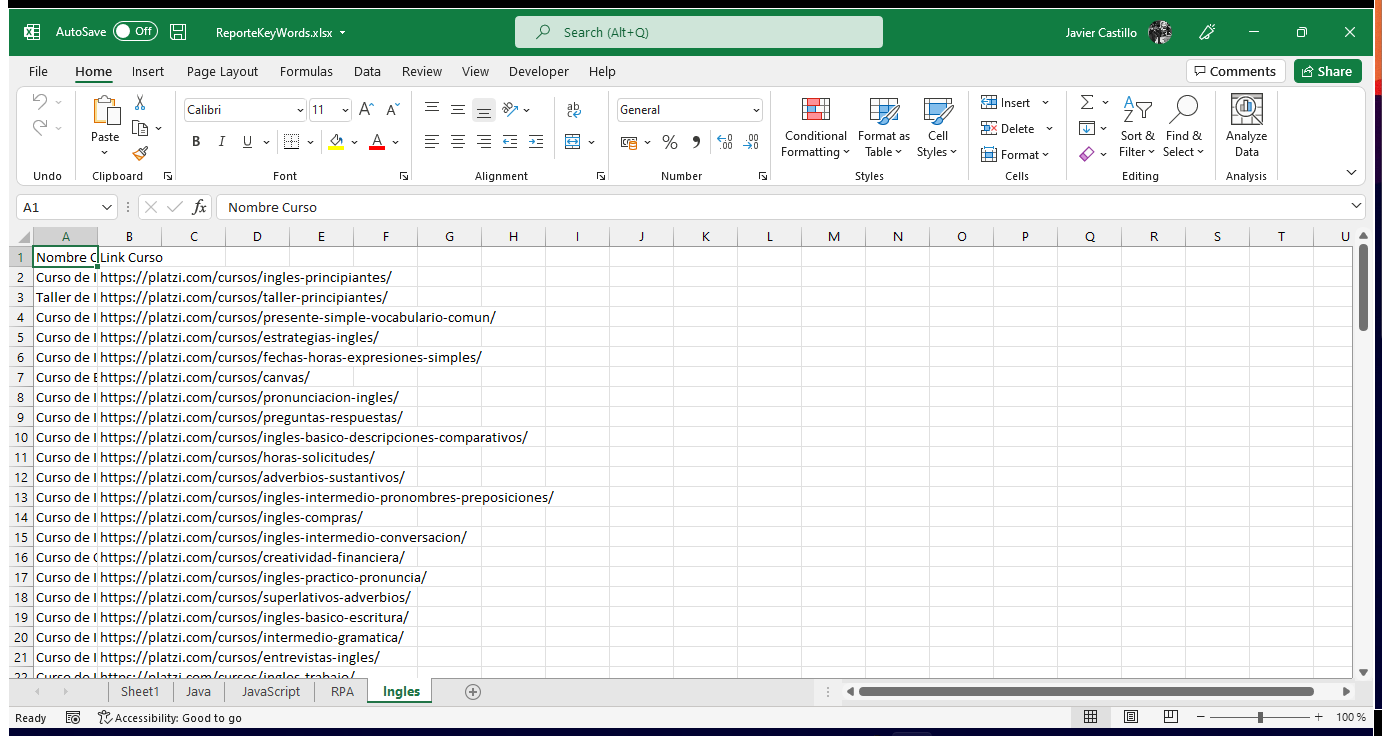 AutoSave Off ReporteKeyWords.xlsx Search (Alt+Q) Javier Castillo
File Home Insert Page Layout Formulas Data Review View Developer Help Comments Share
Calibri 11 General Insert
Paste Delete
Conditional Formatting Format as Table Cell Styles Format Sort & Filter Find & Select Analyze Data
Undo Clipboard Font Alignment Number Styles Cells Editing Analysis
A1 fx Nombre Curso
A B C D E F G H I J K L M N O P Q R S T U
1 Nombre C Link Curso
2 Curso de I https://platzi.com/cursos/ingles-principiantes/
3 Taller de I https://platzi.com/cursos/taller-principiantes/
4 Curso de I https://platzi.com/cursos/presente-simple-vocabulario-comun/
5 Curso de I https://platzi.com/cursos/estrategias-ingles/
6 Curso de I https://platzi.com/cursos/fechas-horas-expresiones-simples/
7 Curso de E https://platzi.com/cursos/canvas/
8 Curso de I https://platzi.com/cursos/pronunciacion-ingles/
9 Curso de I https://platzi.com/cursos/preguntas-respuestas/
10 Curso de I https://platzi.com/cursos/ingles-basico-descripciones-comparativos/
11 Curso de I https://platzi.com/cursos/horas-solicitudes/
12 Curso de I https://platzi.com/cursos/adverbios-sustantivos/
13 Curso de I https://platzi.com/cursos/ingles-intermedio-pronombres-preposiciones/
14 Curso de I https://platzi.com/cursos/ingles-compras/
15 Curso de I https://platzi.com/cursos/ingles-intermedio-conversacion/
16 Curso de C https://platzi.com/cursos/creatividad-financiera/
17 Curso de I https://platzi.com/cursos/ingles-practico-pronuncia/
18 Curso de I https://platzi.com/cursos/superlativos-adverbios/
19 Curso de I https://platzi.com/cursos/ingles-basico-escritura/
20 Curso de I https://platzi.com/cursos/intermedio-gramatica/
21 Curso de I https://platzi.com/cursos/entrevistas-ingles/
22 Curso de I https://platzi.com/cursos/ingles-trabajo/
Sheet1 Java JavaScript RPA Ingles
Ready Accessibility: Good to go 100 %